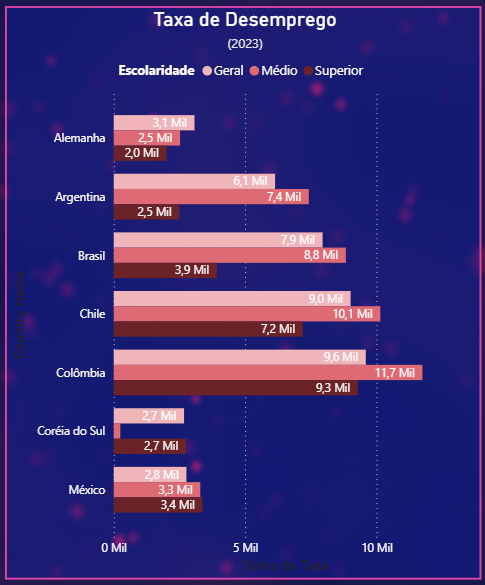 Taxa de Desemprego
(2023)
Escolaridade Geral Médio Superior
Alemanha
3,1 Mil
2,5 Mil
2,0 Mil
Argentina
6,1 Mil
7,4 Mil
2,5 Mil
Brasil
7,9 Mil
8,8 Mil
3,9 Mil
Chile
9,0 Mil
10,1 Mil
7,2 Mil
Colômbia
9,6 Mil
11,7 Mil
9,3 Mil
Coréia do Sul
2,7 Mil
2,7 Mil
México
2,8 Mil
3,3 Mil
3,4 Mil
0 Mil 5 Mil 10 Mil